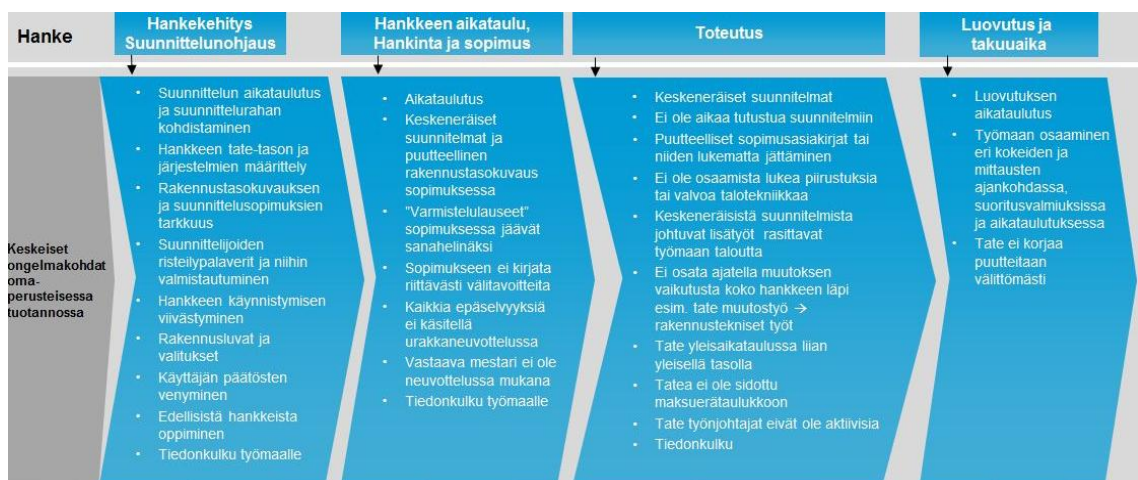 Hanke
Hankekehitys
Suunnittelunohjaus
Hankkeen aikataulu,
Hankinta ja sopimus
Toteutus
Luovutus ja
takuuaika
Keskeiset
ongelmakohdat
oma-
perusteisessa
tuotannossa
• Suunnittelun aikataulutus
ja suunnittelurahan
kohdistaminen
• Hankkeen tate-tason ja
järjestelmien määrittely
• Rakennustasokuvauksen
ja suunnittelusopimuksien
tarkkuus
• Suunnittelijoiden
risteilypalaverit ja niihin
valmistautuminen
• Hankkeen käynnistymisen
viivästyminen
• Rakennusluvat ja
valitukset
• Käyttäjän päätösten
venyminen
• Edellisistä hankkeista
oppiminen
• Tiedonkulku työmaalle
• Aikataulutus
• Keskeneräiset
suunnitelmat ja
puutteellinen
rakennustasokuvaus
sopimuksessa
• "Varmistelulauseet"
sopimuksessa jäävät
sanahelinäksi
• Sopimukseen ei kirjata
riittävästi välitavoitteita
• Kaikkia epäselvyyksiä
ei käsitellä
urakkaneuvottelussa
• Vastaava mestari ei ole
neuvottelussa mukana
• Tiedonkulku työmaalle
• Keskeneräiset suunnitelmat
• Ei ole aikaa tutustua suunnitelmiin
• Puutteelliset sopimusasiakirjat tai
niiden lukematta jättäminen
• Ei ole osaamista lukea piirustuksia
tai valvoa talotekniikkaa
• Keskeneräisistä suunnitelmista
johtuvat lisätyöt rasittavat
työmaan taloutta
• Ei osata ajatella muutoksen
vaikutusta koko hankkeen läpi
esim. tate muutostyö →
rakennustekniset työt
• Tate yleisaikataulussa liian
yleisellä tasolla
• Tatea ei ole sidottu
maksuerätaulukkoon
• Tate työnjohtajat eivät ole aktiivisia
• Tiedonkulku
• Luovutuksen
aikataulutus
• Työmaan osaaminen
eri kokeiden ja
mittausten
ajankohdassa,
suoritusvalmiuksissa
ja aikataulutuksessa
• Tate ei korjaa
puutteitaan
välittömästi